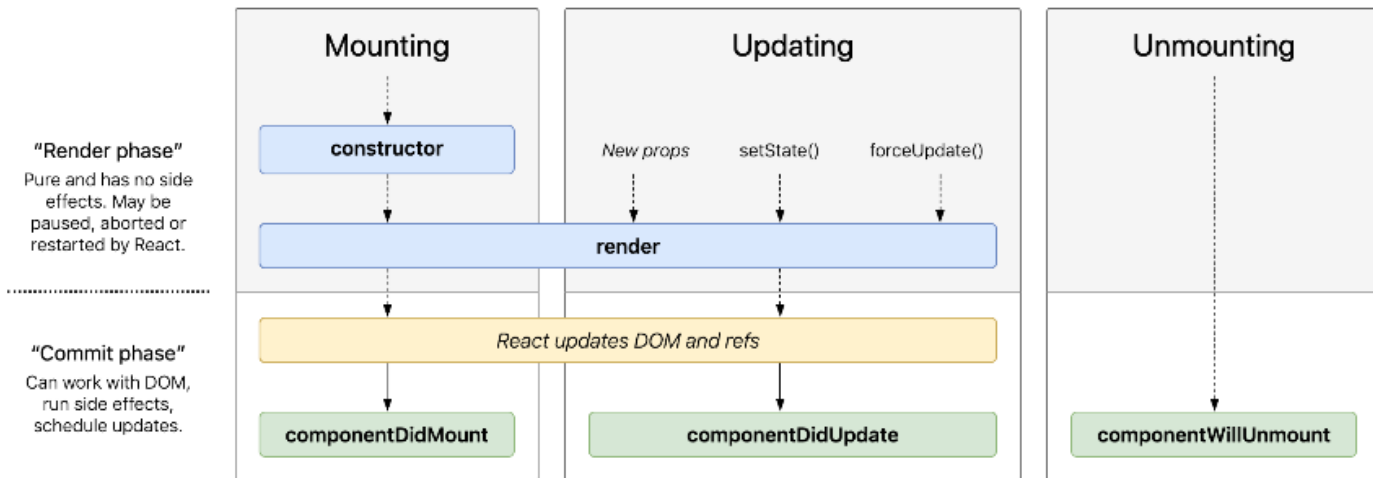 Mounting
Updating
Unmounting
“Render phase”
Pure and has no side
effects. May be
paused, aborted or
restarted by React.
constructor
New props
setState()
forceUpdate()
render
“Commit phase”
Can work with DOM,
run side effects,
schedule updates.
React updates DOM and refs
componentDidMount
componentDidUpdate
componentWillUnmount